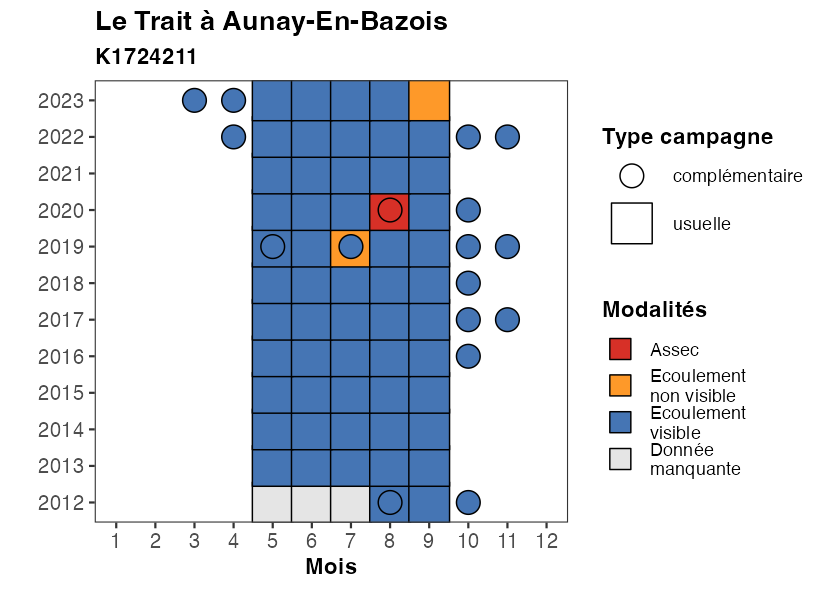 Le Trait à Aunay-En-Bazois
K1724211
2023
2022
2021
2020
2019
2018
2017
2016
2015
2014
2013
2012
1 2 3 4 5 6 7 8 9 10 11 12
Mois
Type campagne
complémentaire
usuelle
Modalités
Assec
Ecoulement
non visible
Ecoulement
visible
Donnée
manquante